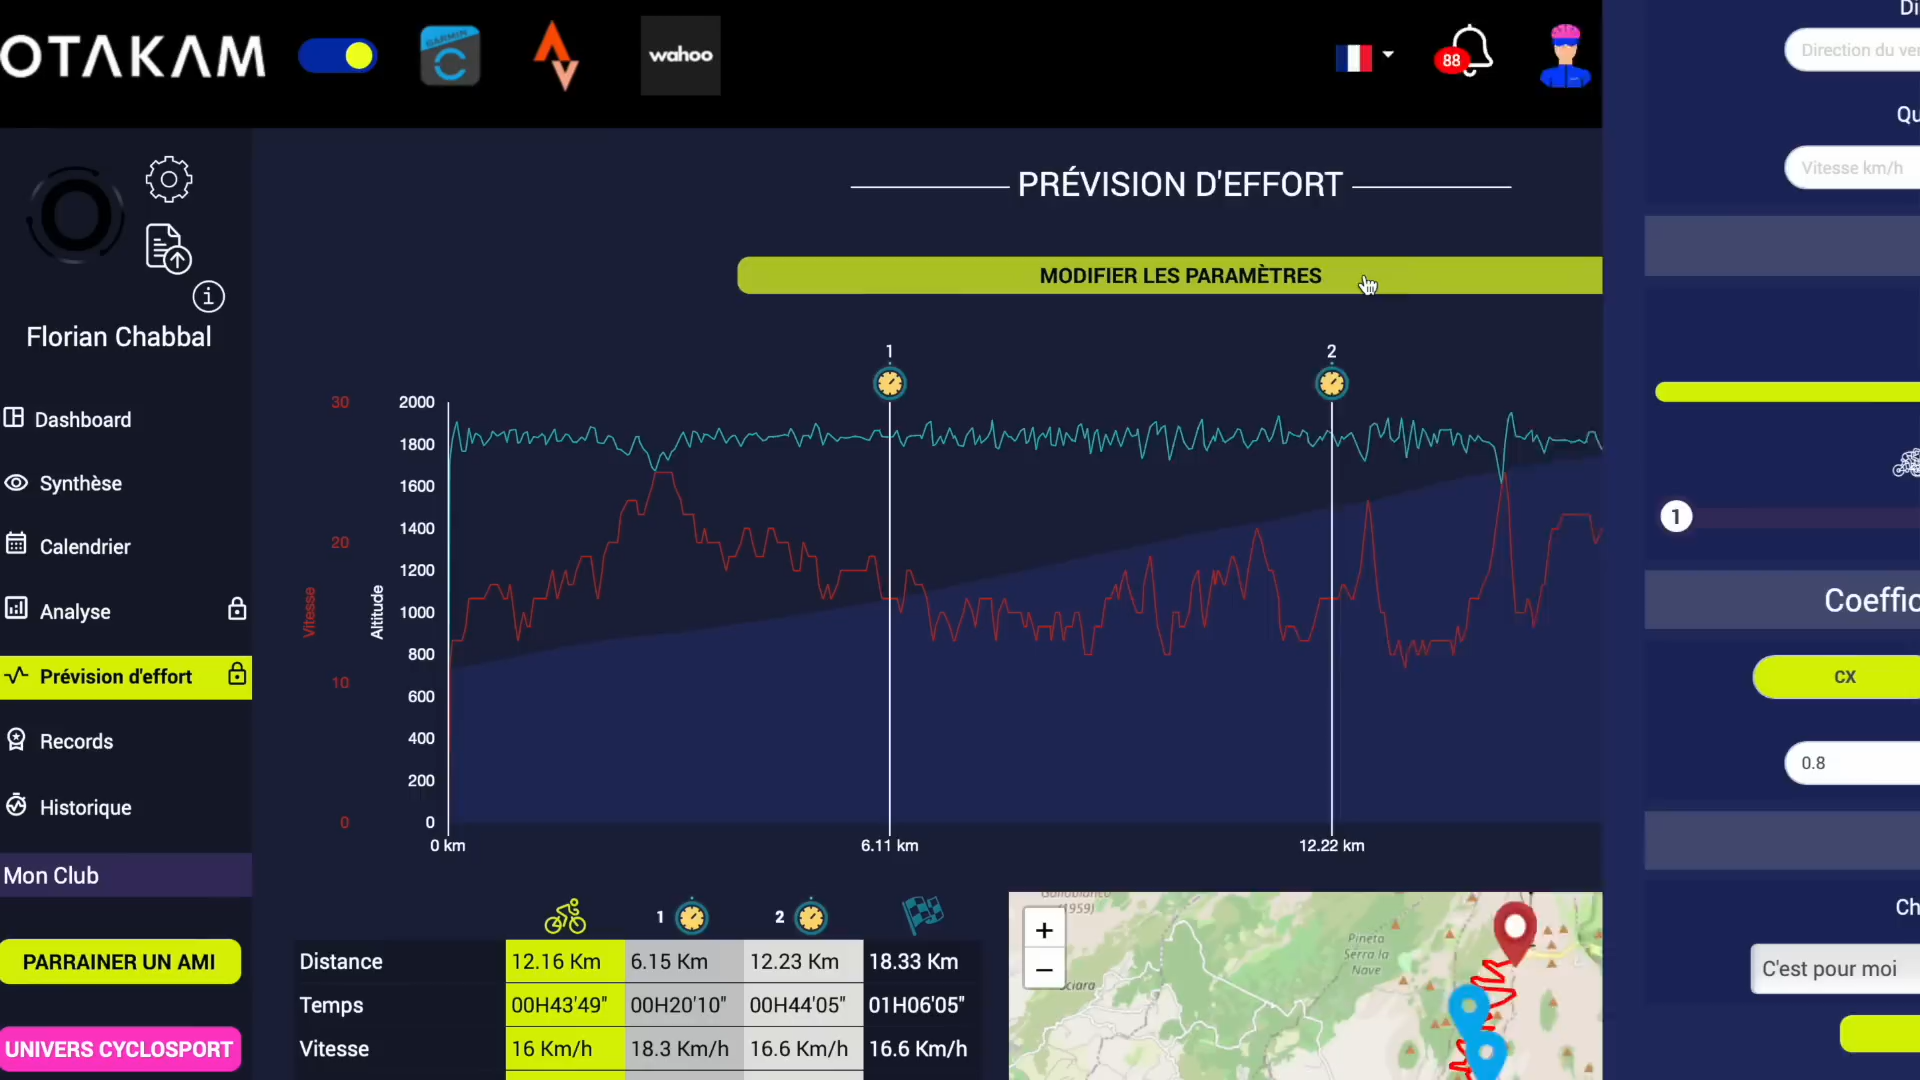 OTAKAM
GARMIN
wahoo
88
Florian Chabbal
Dashboard
Synthèse
Calendrier
Analyse
Prévision d'effort
Records
Historique
Mon Club
PARRAINER UN AMI
UNIVERS CYCLOSPORT
PRÉVISION D'EFFORT
MODIFIER LES PARAMÈTRES
1
2
30
20
10
0
Vitesse
Altitude
2000
1800
1600
1400
1200
1000
800
600
400
200
0
0 km
6.11 km
12.22 km
1
2
Distance
12.16 Km
6.15 Km
12.23 Km
18.33 Km
Temps
00H43'49"
00H20'10"
00H44'05"
01H06'05"
Vitesse
16 Km/h
18.3 Km/h
16.6 Km/h
16.6 Km/h
+
−
(1959)
Pineta
Serra la
Nave
Di
Direction du ve
Qu
Vitesse km/h
1
Coeffic
CX
0.8
Ch
C'est pour moi